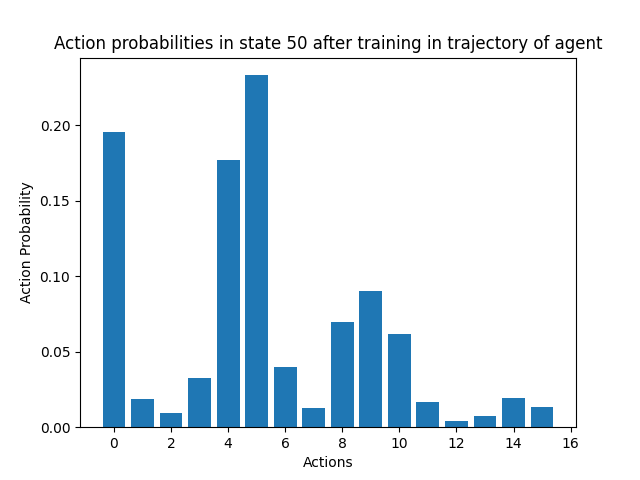 Action probabilities in state 50 after training in trajectory of agent
0.20
0.15
0.10
0.05
0.00
Action Probability
0 2 4 6 8 10 12 14 16
Actions